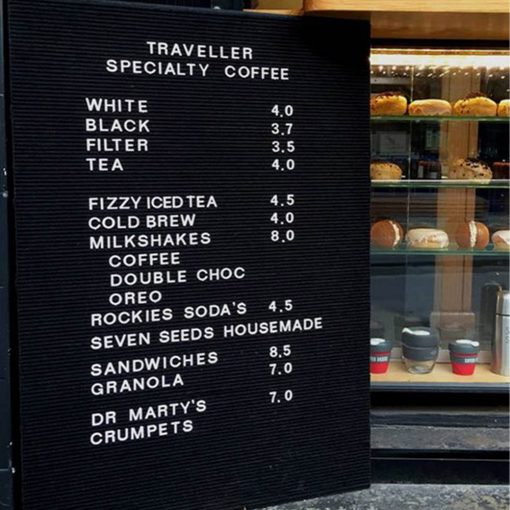 TRAVELLER
SPECIALTY COFFEE
WHITE 4.0
BLACK 3.7
FILTER 3.5
TEA 4.0
FIZZY ICED TEA 4.5
COLD BREW 4.0
MILKSHAKES 8.0
COFFEE
DOUBLE CHOC
OREO
ROCKIES SODA'S 4.5
SEVEN SEEDS HOUSEMADE
SANDWICHES 8.5
GRANOLA 7.0
DR MARTY'S 7.0
CRUMPETS